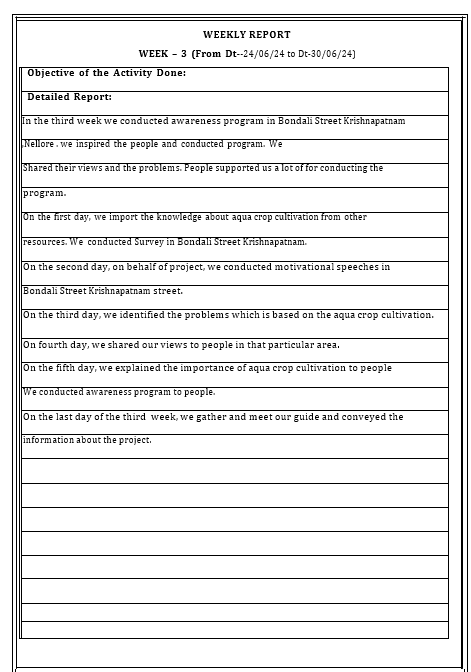 WEEKLY REPORT
WEEK – 3 (From Dt--24/06/24 to Dt-30/06/24)
Objective of the Activity Done:
Detailed Report:
In the third week we conducted awareness program in Bondali Street Krishnapatnam
,Nellore . we inspired the people and conducted program. We
Shared their views and the problems. People supported us a lot of for conducting the
program.
On the first day, we import the knowledge about aqua crop cultivation from other
resources. We conducted Survey in Bondali Street Krishnapatnam.
On the second day, on behalf of project, we conducted motivational speeches in
Bondali Street Krishnapatnam street.
On the third day, we identified the problems which is based on the aqua crop cultivation.
On fourth day, we shared our views to people in that particular area.
On the fifth day, we explained the importance of aqua crop cultivation to people
We conducted awareness program to people.
On the last day of the third week, we gather and meet our guide and conveyed the
information about the project.